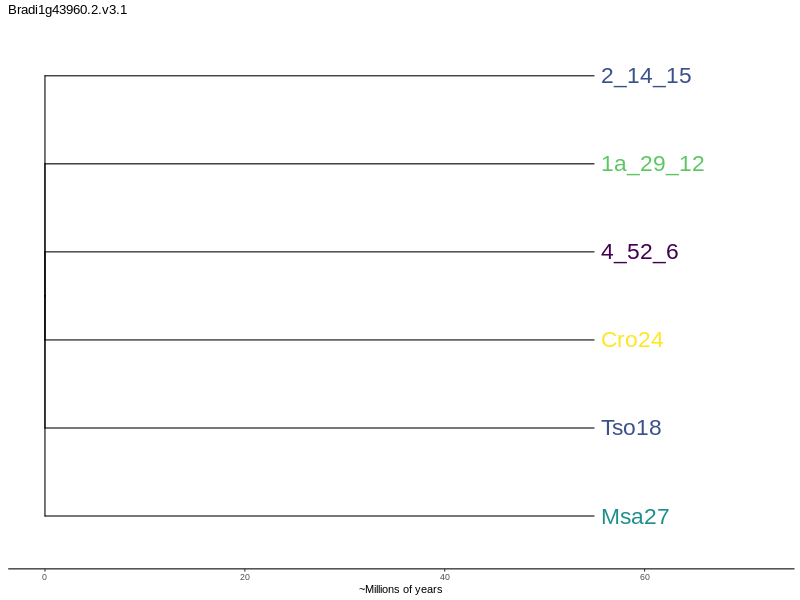 Bradi1g43960.2.v3.1
2_14_15
1a_29_12
4_52_6
Cro24
Tso18
Msa27
0 20 40 60
~Millions of years